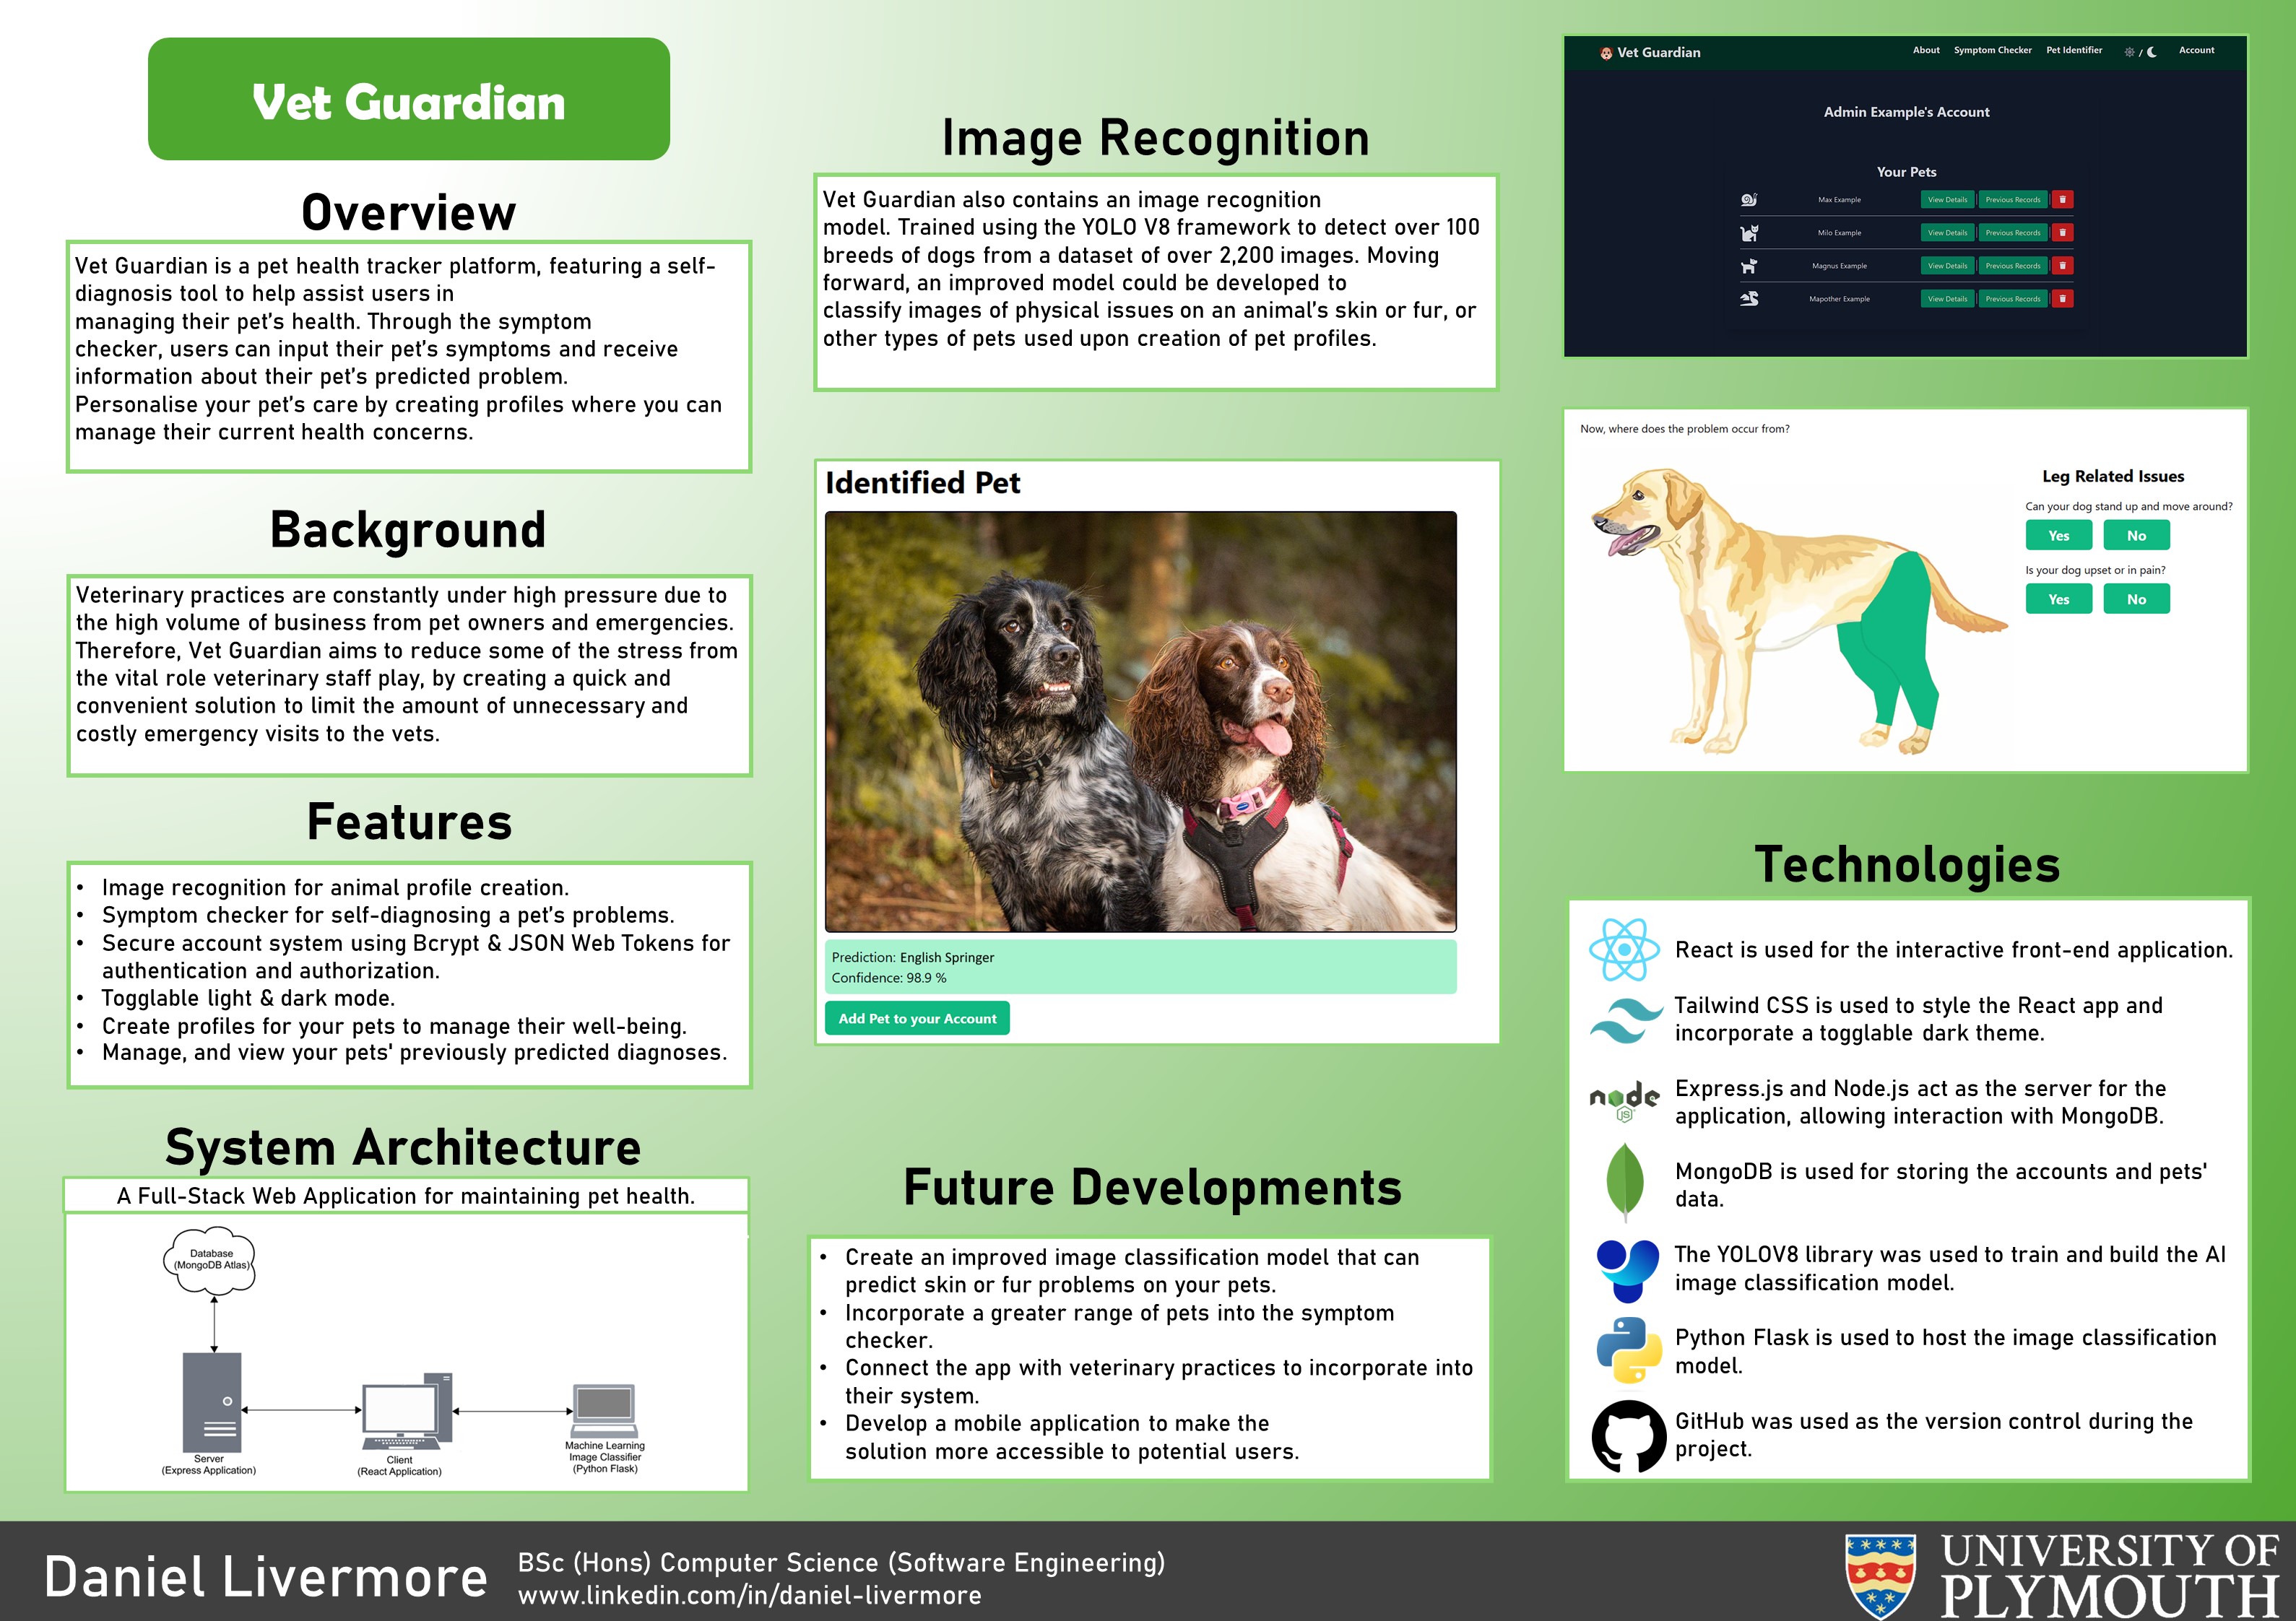 Vet Guardian
Overview
Vet Guardian is a pet health tracker platform, featuring a self-
diagnosis tool to help assist users in
managing their pet’s health. Through the symptom
checker, users can input their pet’s symptoms and receive
information about their pet’s predicted problem.
Personalise your pet’s care by creating profiles where you can
manage their current health concerns.
Background
Veterinary practices are constantly under high pressure due to
the high volume of business from pet owners and emergencies.
Therefore, Vet Guardian aims to reduce some of the stress from
the vital role veterinary staff play, by creating a quick and
convenient solution to limit the amount of unnecessary and
costly emergency visits to the vets.
Features
• Image recognition for animal profile creation.
• Symptom checker for self-diagnosing a pet’s problems.
• Secure account system using Bcrypt & JSON Web Tokens for
authentication and authorization.
• Togglable light & dark mode.
• Create profiles for your pets to manage their well-being.
• Manage, and view your pets' previously predicted diagnoses.
System Architecture
A Full-Stack Web Application for maintaining pet health.
Database
(MongoDB Atlas)
Server
(Express Application)
Client
(React Application)
Machine Learning
Image Classifier
(Python Flask)
Image Recognition
Vet Guardian also contains an image recognition
model. Trained using the YOLO V8 framework to detect over 100
breeds of dogs from a dataset of over 2,200 images. Moving
forward, an improved model could be developed to
classify images of physical issues on an animal’s skin or fur, or
other types of pets used upon creation of pet profiles.
Identified Pet
Prediction: English Springer
Confidence: 98.9 %
Add Pet to your Account
Future Developments
• Create an improved image classification model that can
predict skin or fur problems on your pets.
• Incorporate a greater range of pets into the symptom
checker.
• Connect the app with veterinary practices to incorporate into
their system.
• Develop a mobile application to make the
solution more accessible to potential users.
Vet Guardian About Symptom Checker Pet Identifier / Account
Admin Example's Account
Your Pets
Max Example View Details | Previous Records |
Milo Example View Details | Previous Records |
Magnus Example View Details | Previous Records |
Mapother Example View Details | Previous Records |
Now, where does the problem occur from?
Leg Related Issues
Can your dog stand up and move around?
Yes No
Is your dog upset or in pain?
Yes No
Technologies
React is used for the interactive front-end application.
Tailwind CSS is used to style the React app and
incorporate a togglable dark theme.
node
JS
Express.js and Node.js act as the server for the
application, allowing interaction with MongoDB.
MongoDB is used for storing the accounts and pets'
data.
The YOLOV8 library was used to train and build the AI
image classification model.
Python Flask is used to host the image classification
model.
GitHub was used as the version control during the
project.
Daniel Livermore
BSc (Hons) Computer Science (Software Engineering)
www.linkedin.com/in/daniel-livermore
UNIVERSITY OF
PLYMOUTH